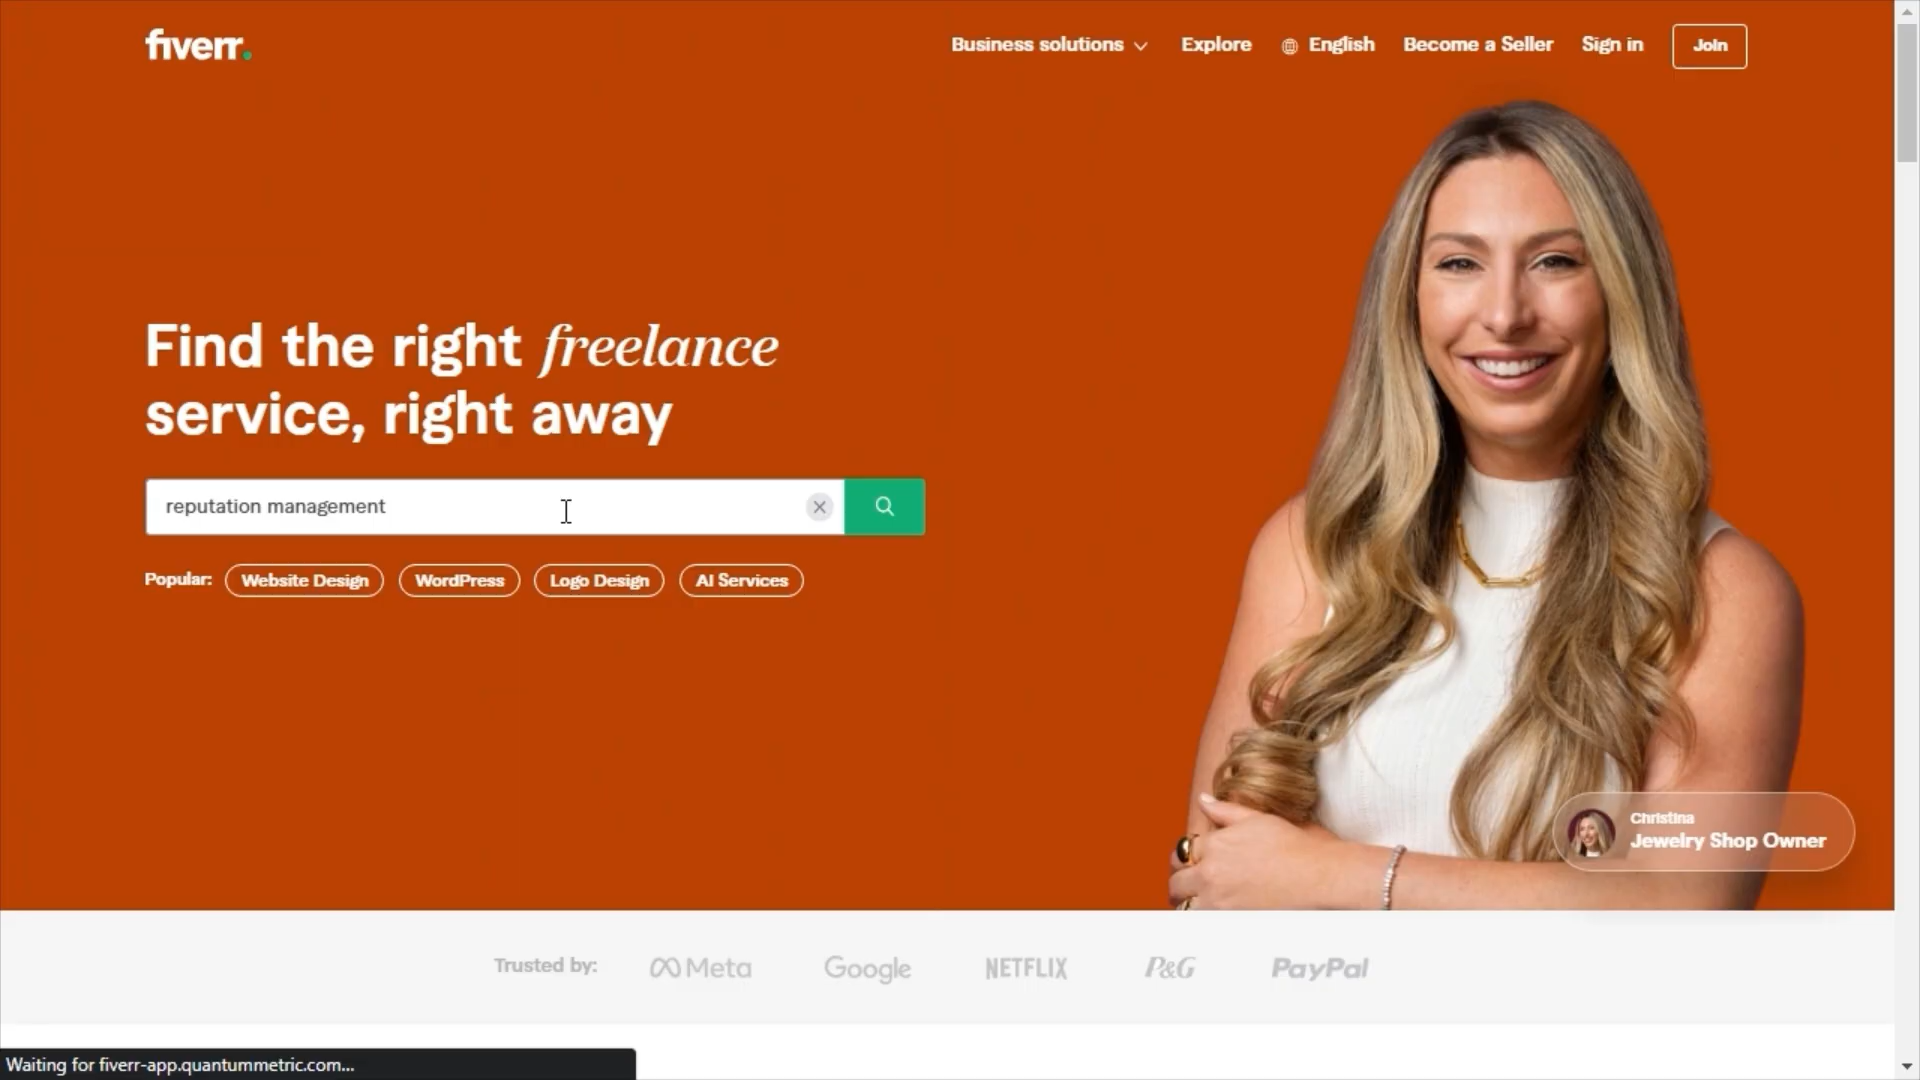 fiverr.
Business solutions
Explore
English
Become a Seller
Sign in
Join
Find the right freelance
service, right away
reputation management
Popular:
Website Design
WordPress
Logo Design
AI Services
Christina
Jewelry Shop Owner
Trusted by:
Meta
Google
NETFLIX
P&G
PayPal
Waiting for fiverr-app.quantummetric.com...